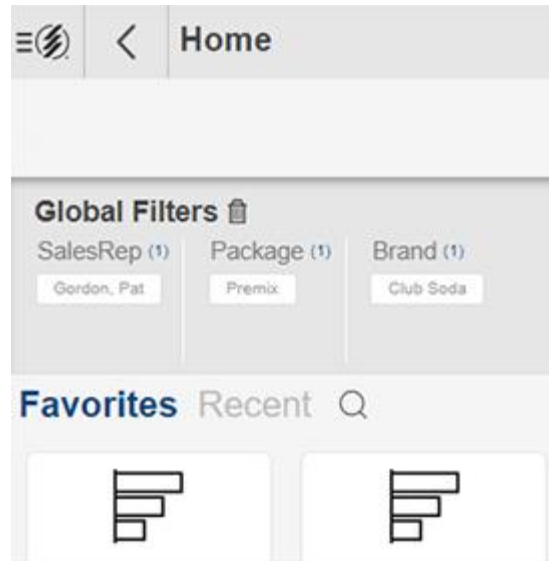 Home
Global Filters
SalesRep (1) Package (1) Brand (1)
Gordon, Pat Premix Club Soda
Favorites Recent